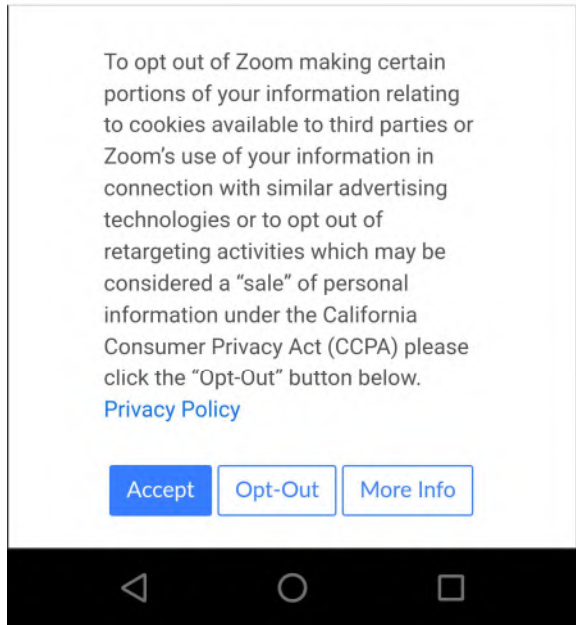 To opt out of Zoom making certain
portions of your information relating
to cookies available to third parties or
Zoom’s use of your information in
connection with similar advertising
technologies or to opt out of
retargeting activities which may be
considered a “sale” of personal
information under the California
Consumer Privacy Act (CCPA) please
click the “Opt-Out” button below.
Privacy Policy
Accept Opt-Out More Info